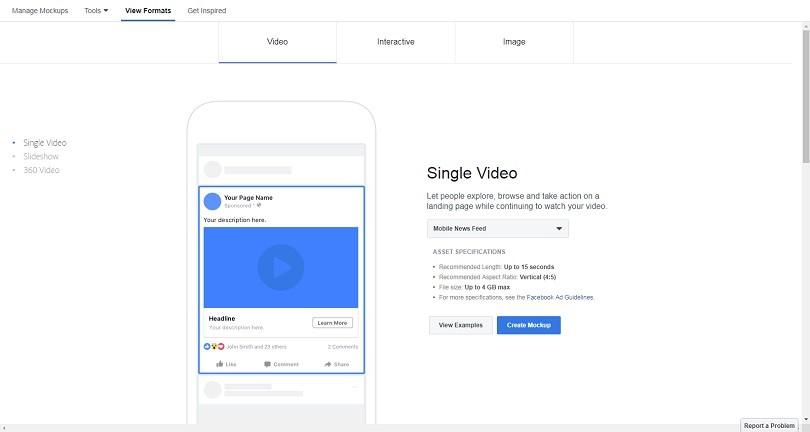 Manage Mockups Tools View Formats Get Inspired
Video Interactive Image
Single Video
Slideshow
360 Video
Your Page Name
Sponsored
Your description here.
Headline
Your description here.
Learn More
John Smith and 23 others 2 Comments
Like Comment Share
Single Video
Let people explore, browse and take action on a
landing page while continuing to watch your video.
Mobile News Feed
ASSET SPECIFICATIONS
Recommended Length: Up to 15 seconds
Recommended Aspect Ratio: Vertical (4:5)
File size: Up to 4 GB max
For more specifications, see the Facebook Ad Guidelines.
View Examples Create Mockup
Report a Problem